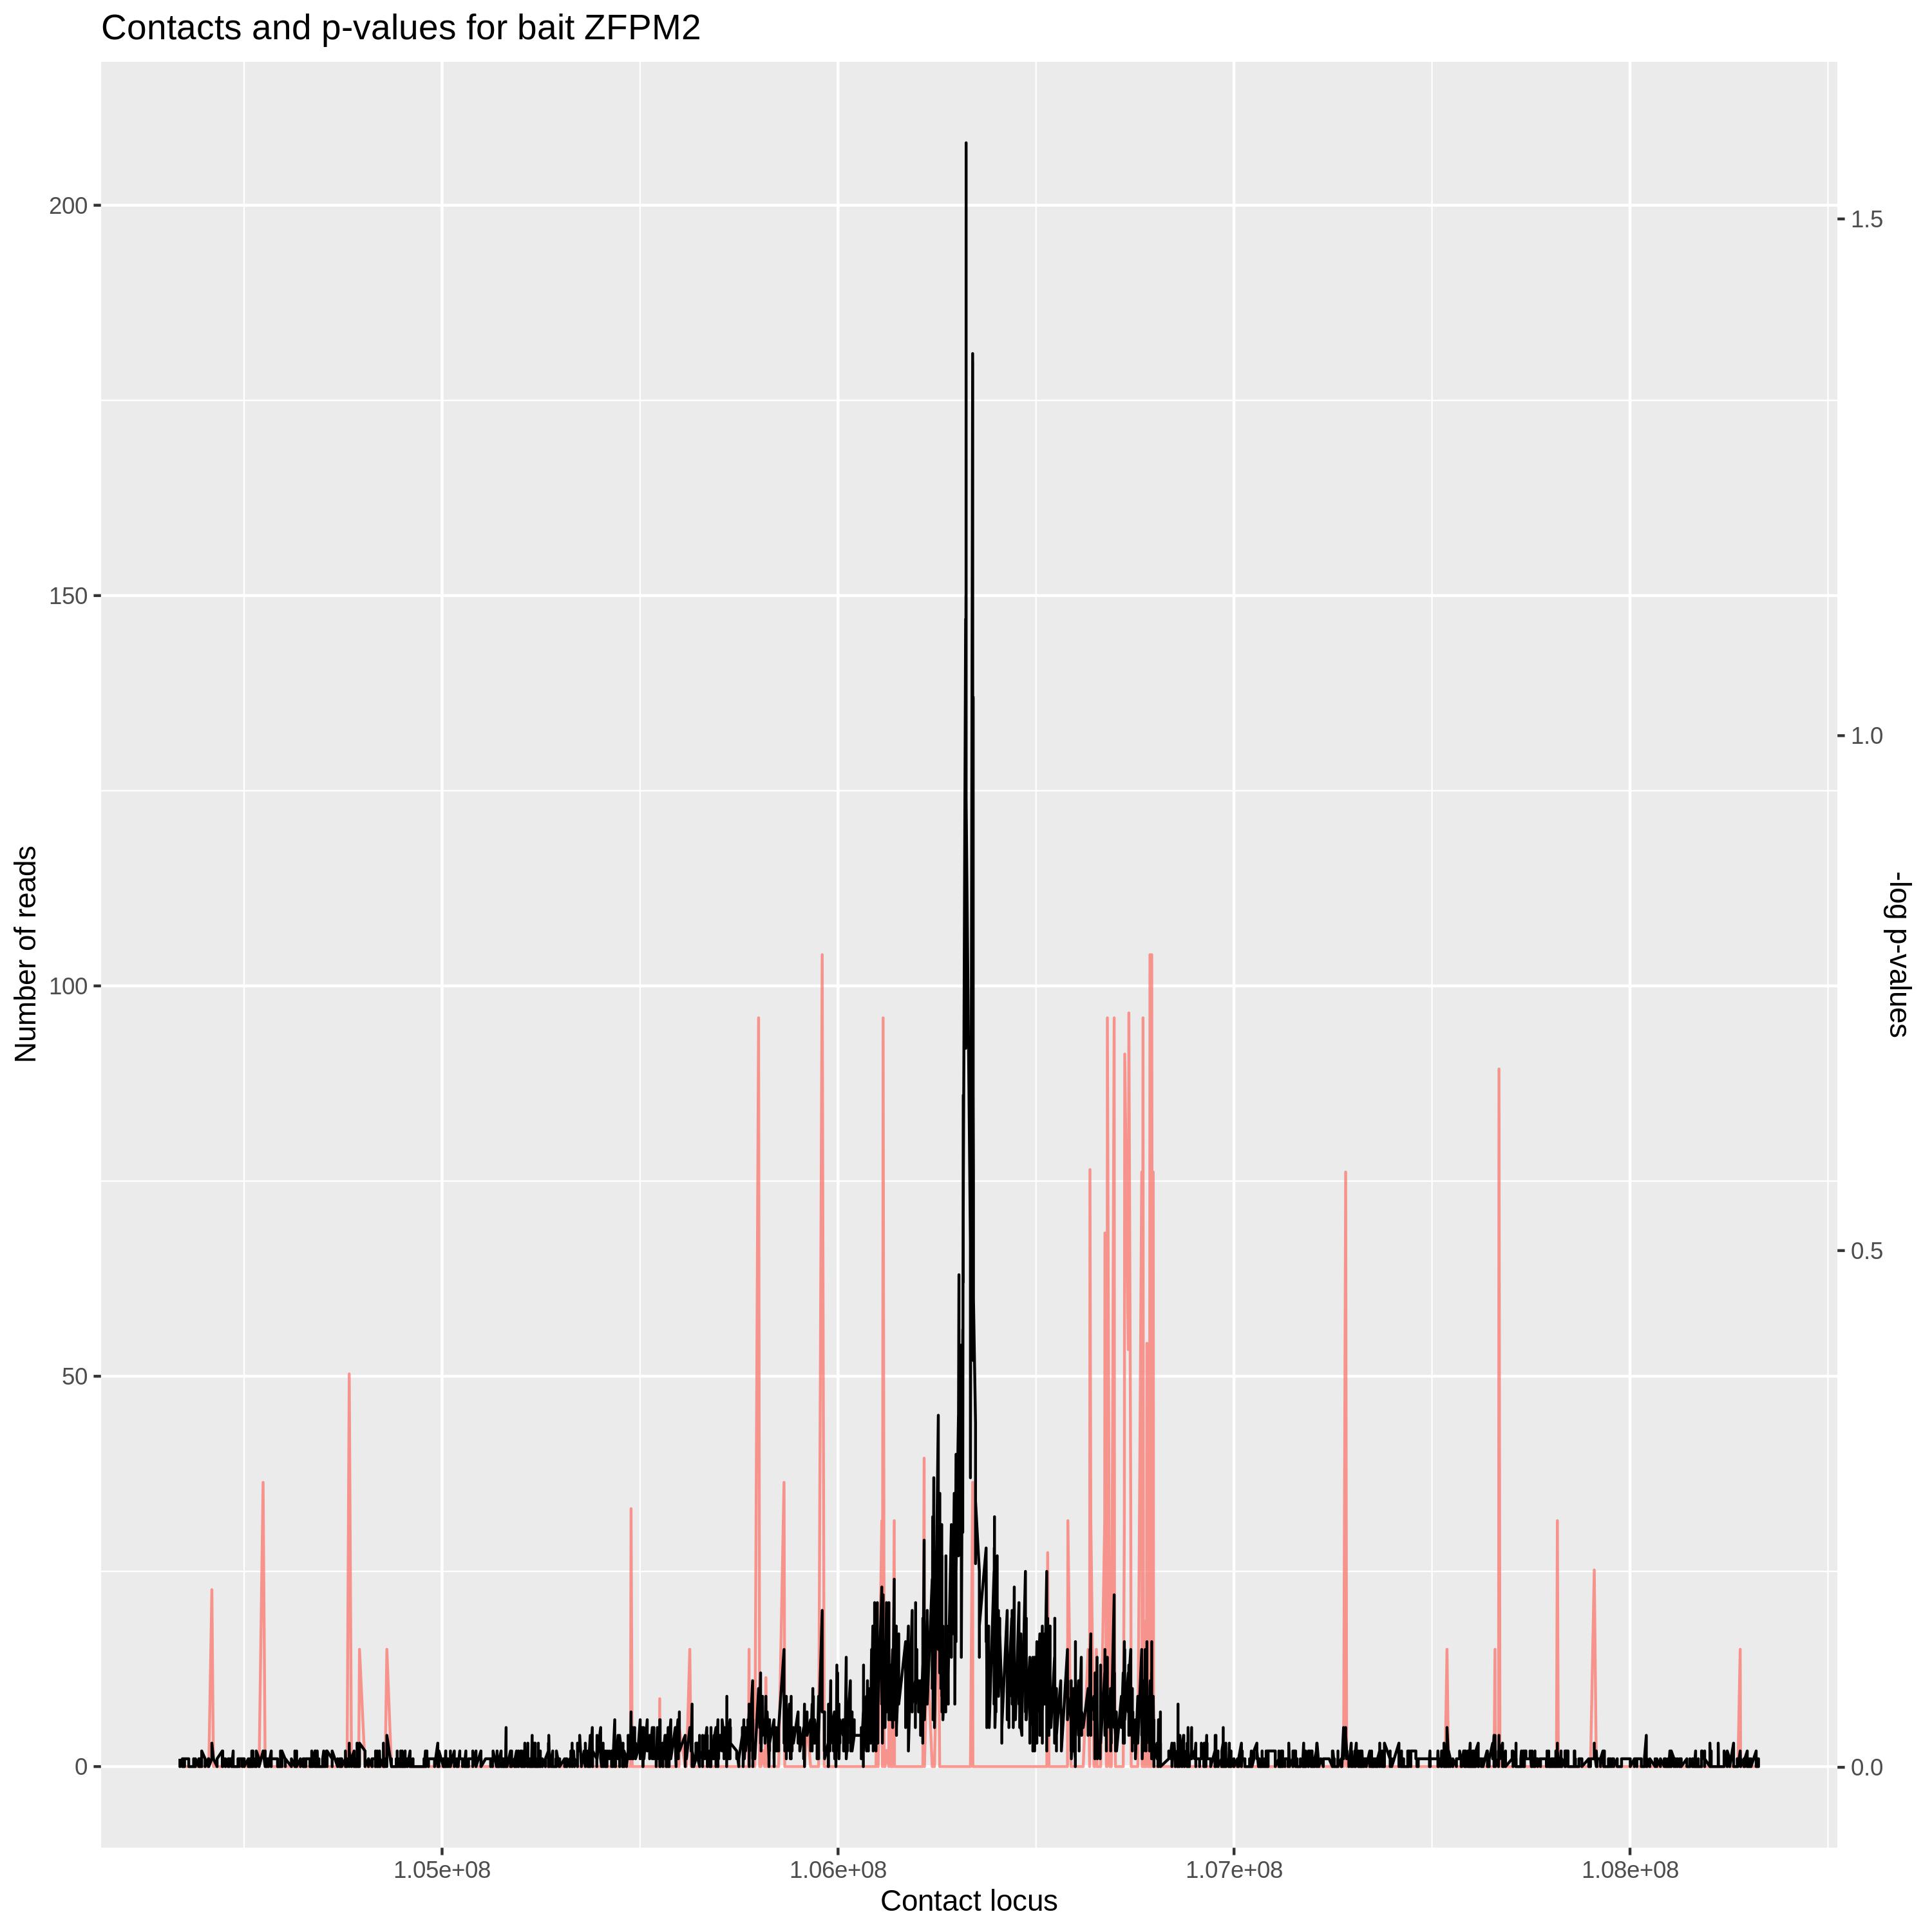 Contacts and p-values for bait ZFPM2
200
150
100
50
0
Number of reads
1.5
1.0
0.5
0.0
-log p-values
1.05e+08
1.06e+08
1.07e+08
1.08e+08
Contact locus